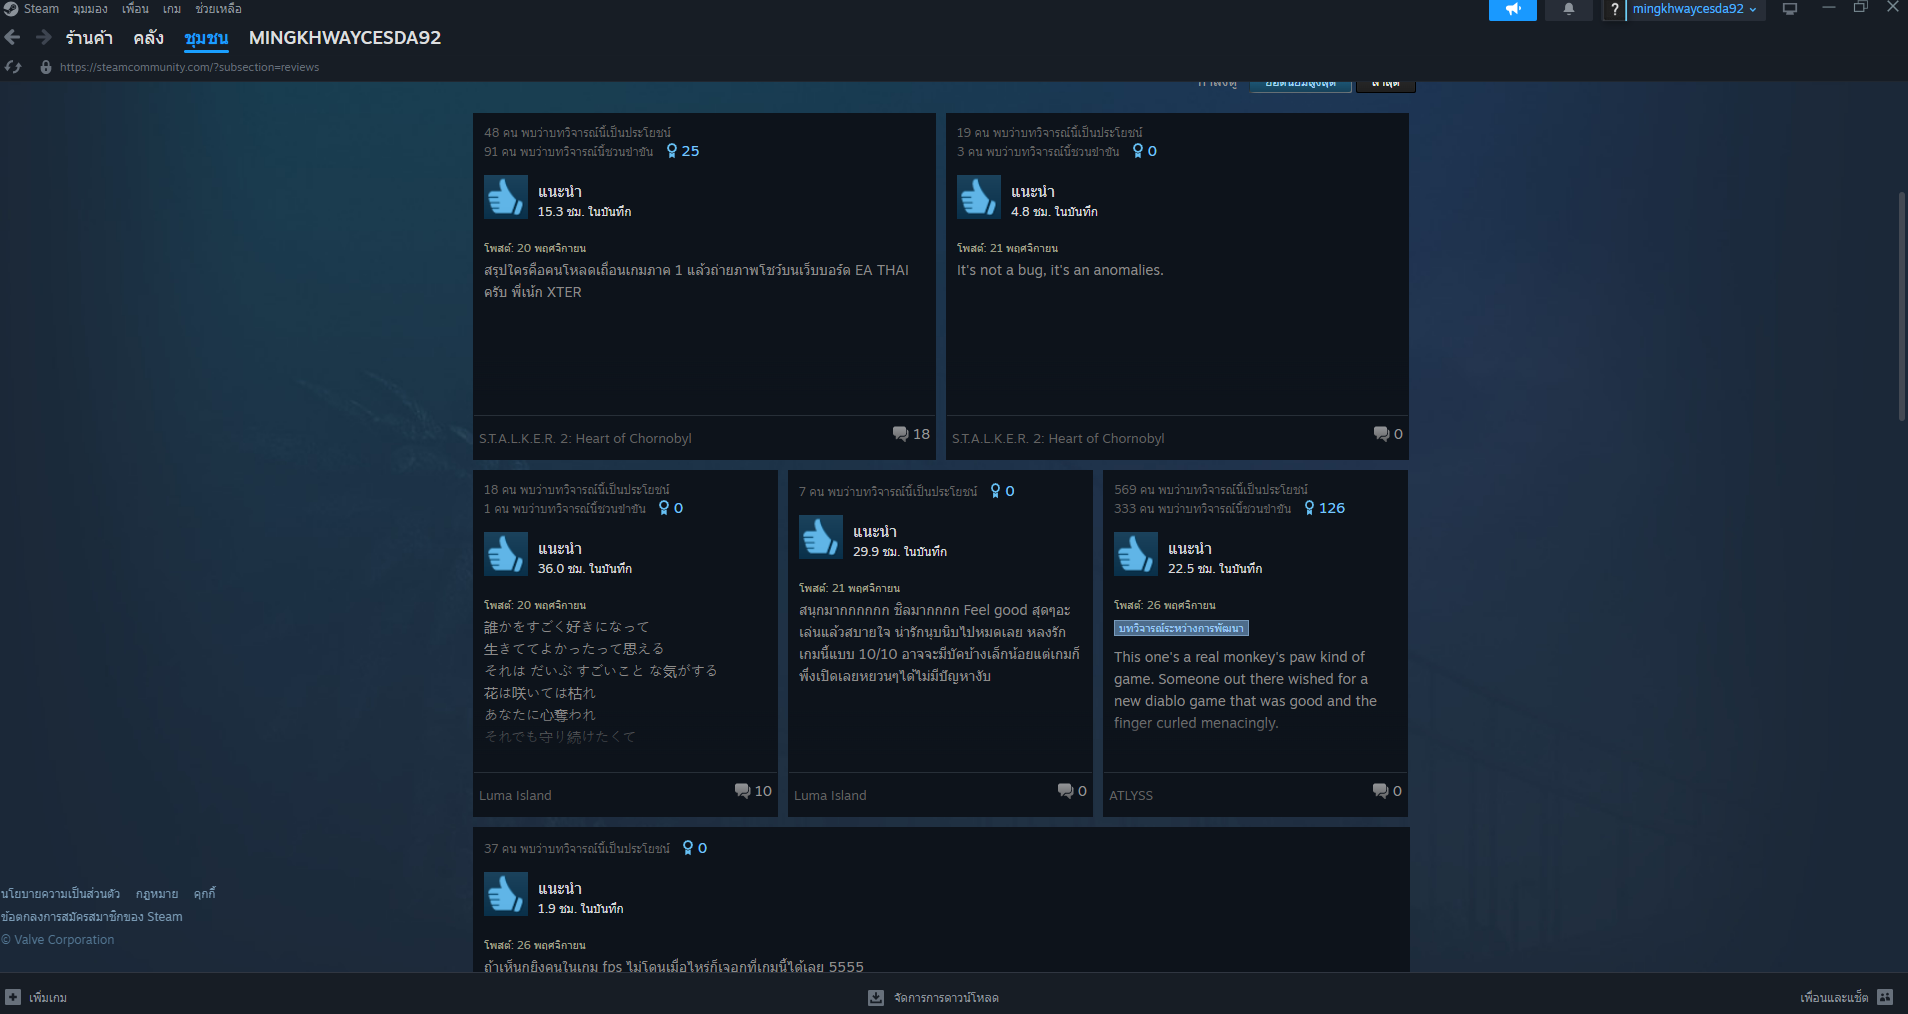 Steam มุมมอง เพื่อน เกม ช่วยเหลือ
? mingkhwaycesda92
ร้านค้า คลัง ชุมชน MINGKHWAYCESDA92
https://steamcommunity.com/?subsection=reviews
กำลังดู ยอดนิยมสูงสุด ล่าสุด
48 คน พบว่าบทวิจารณ์นี้เป็นประโยชน์
91 คน พบว่าบทวิจารณ์นี้ชวนขำขัน 25
แนะนำ
15.3 ชม. ในบันทึก
โพสต์: 20 พฤศจิกายน
สรุปใครคือคนโหลดเถื่อนเกมภาค 1 แล้วถ่ายภาพโชว์บนเว็บบอร์ด EA THAI
ครับ พี่เน้ก XTER
S.T.A.L.K.E.R. 2: Heart of Chornobyl 18
19 คน พบว่าบทวิจารณ์นี้เป็นประโยชน์
3 คน พบว่าบทวิจารณ์นี้ชวนขำขัน 0
แนะนำ
4.8 ชม. ในบันทึก
โพสต์: 21 พฤศจิกายน
It's not a bug, it's an anomalies.
S.T.A.L.K.E.R. 2: Heart of Chornobyl 0
18 คน พบว่าบทวิจารณ์นี้เป็นประโยชน์
1 คน พบว่าบทวิจารณ์นี้ชวนขำขัน 0
แนะนำ
36.0 ชม. ในบันทึก
โพสต์: 20 พฤศจิกายน
誰かをすごく好きになって
生きててよかったって思える
それは だいぶ すごいこと な気がする
花は咲いては枯れ
あなたに心奪われ
それでも守り続けたくて
Luma Island 10
7 คน พบว่าบทวิจารณ์นี้เป็นประโยชน์ 0
แนะนำ
29.9 ชม. ในบันทึก
โพสต์: 21 พฤศจิกายน
สนุกมากกกกกก ชิลมากกกก Feel good สุดๆอะ
เล่นแล้วสบายใจ น่ารักนุบนิบไปหมดเลย หลงรัก
เกมนี้แบบ 10/10 อาจจะมีบัคบ้างเล็กน้อยแต่เกมก็
พึ่งเปิดเลยหยวนๆได้ไม่มีปัญหางับ
Luma Island 0
569 คน พบว่าบทวิจารณ์นี้เป็นประโยชน์
333 คน พบว่าบทวิจารณ์นี้ชวนขำขัน 126
แนะนำ
22.5 ชม. ในบันทึก
โพสต์: 26 พฤศจิกายน
บทวิจารณ์ระหว่างการพัฒนา
This one's a real monkey's paw kind of
game. Someone out there wished for a
new diablo game that was good and the
finger curled menacingly.
ATLYSS 0
37 คน พบว่าบทวิจารณ์นี้เป็นประโยชน์ 0
แนะนำ
1.9 ชม. ในบันทึก
โพสต์: 26 พฤศจิกายน
ถ้าเห็นกูยิงคนในเกม fps ไม่โดนเมื่อไหร่ก็เจอกูที่เกมนี้ได้เลย 5555
นโยบายความเป็นส่วนตัว กฎหมาย คุกกี้
ข้อตกลงการสมัครสมาชิกของ Steam
© Valve Corporation
เพิ่มเกม จัดการการดาวน์โหลด เพื่อนและแช็ต